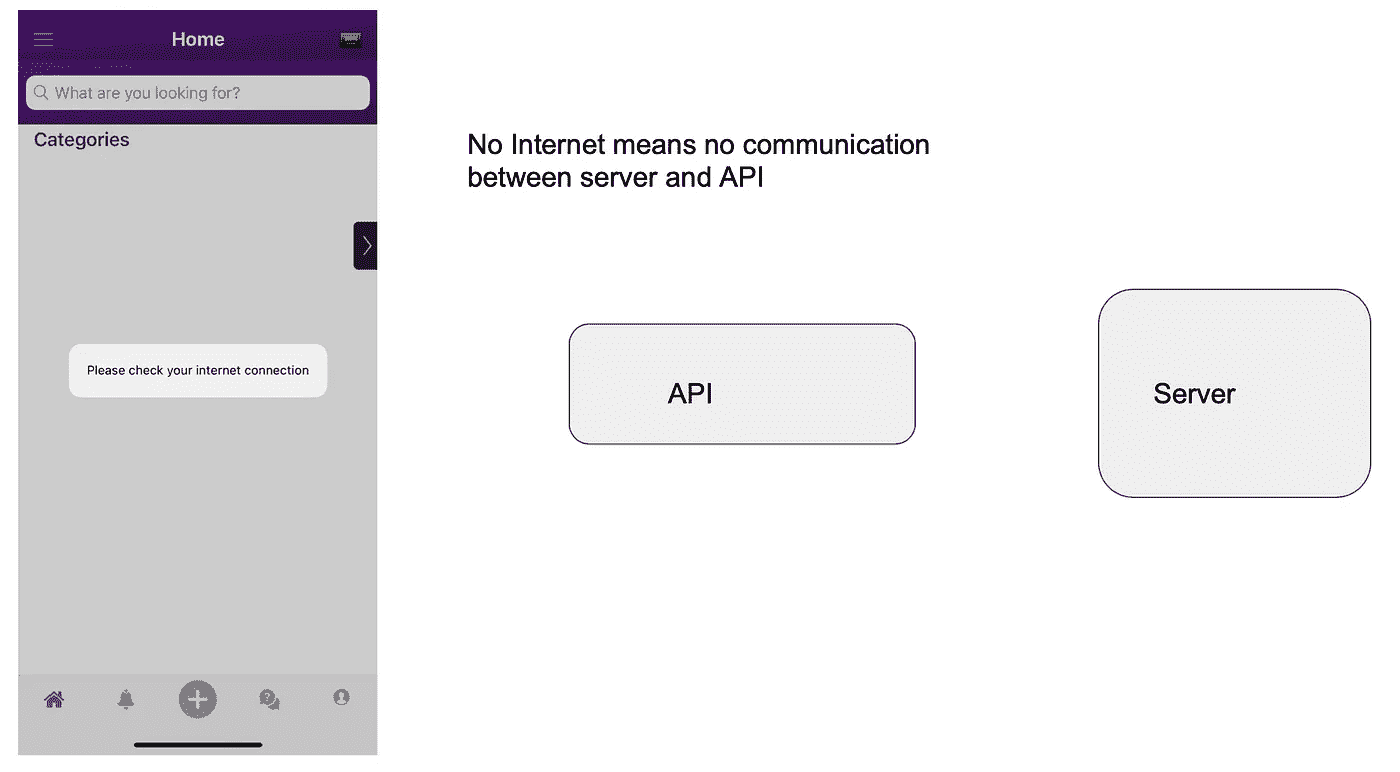 Home
What are you looking for?
Categories
Please check your internet connection
No Internet means no communication
between server and API
API
Server